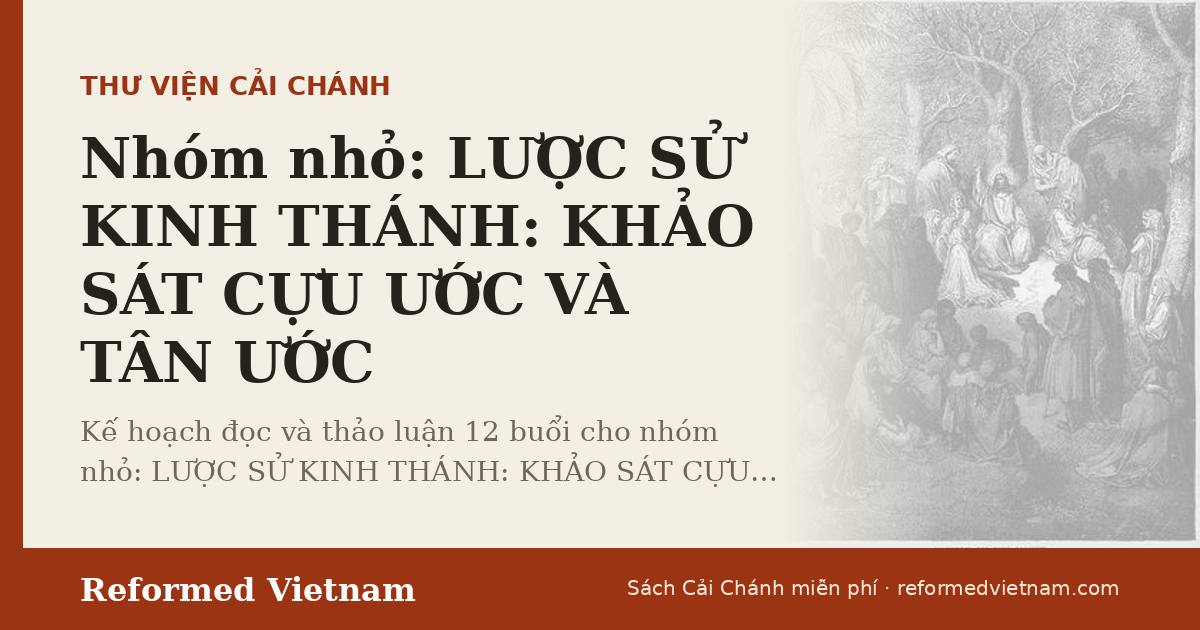 THƯ VIỆN CẢI CHÁNH
Nhóm nhỏ: LƯỢC SỬ
KINH THÁNH: KHẢO
SÁT CỰU ƯỚC VÀ
TÂN ƯỚC
Kế hoạch đọc và thảo luận 12 buổi cho nhóm
nhỏ: LƯỢC SỬ KINH THÁNH: KHẢO SÁT CỰU...
Reformed Vietnam
Sách Cải Chánh miễn phí · reformedvietnam.com